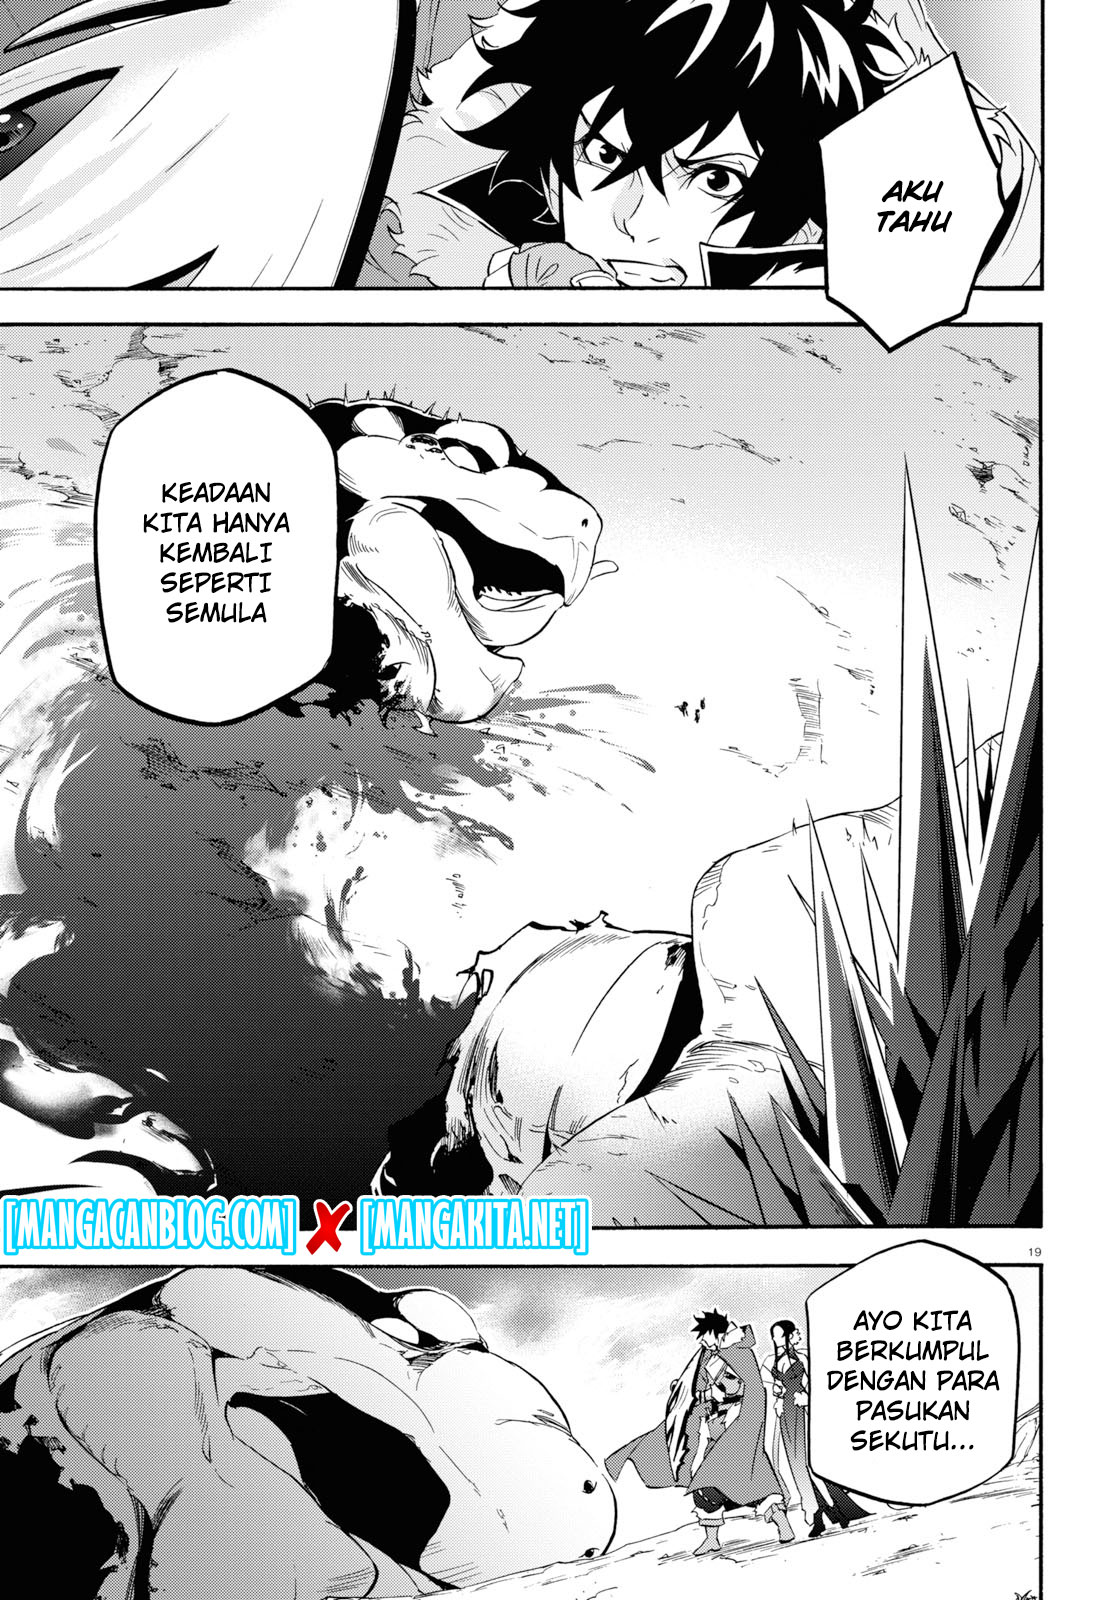 AKU
TAHU
KEADAAN
KITA HANYA
KEMBALI
SEPERTI
SEMULA
[MANGACANBLOG.COM] X [MANGAKITA.NET]
19
AYO KITA
BERKUMPUL
DENGAN PARA
PASUKAN
SEKUTU...